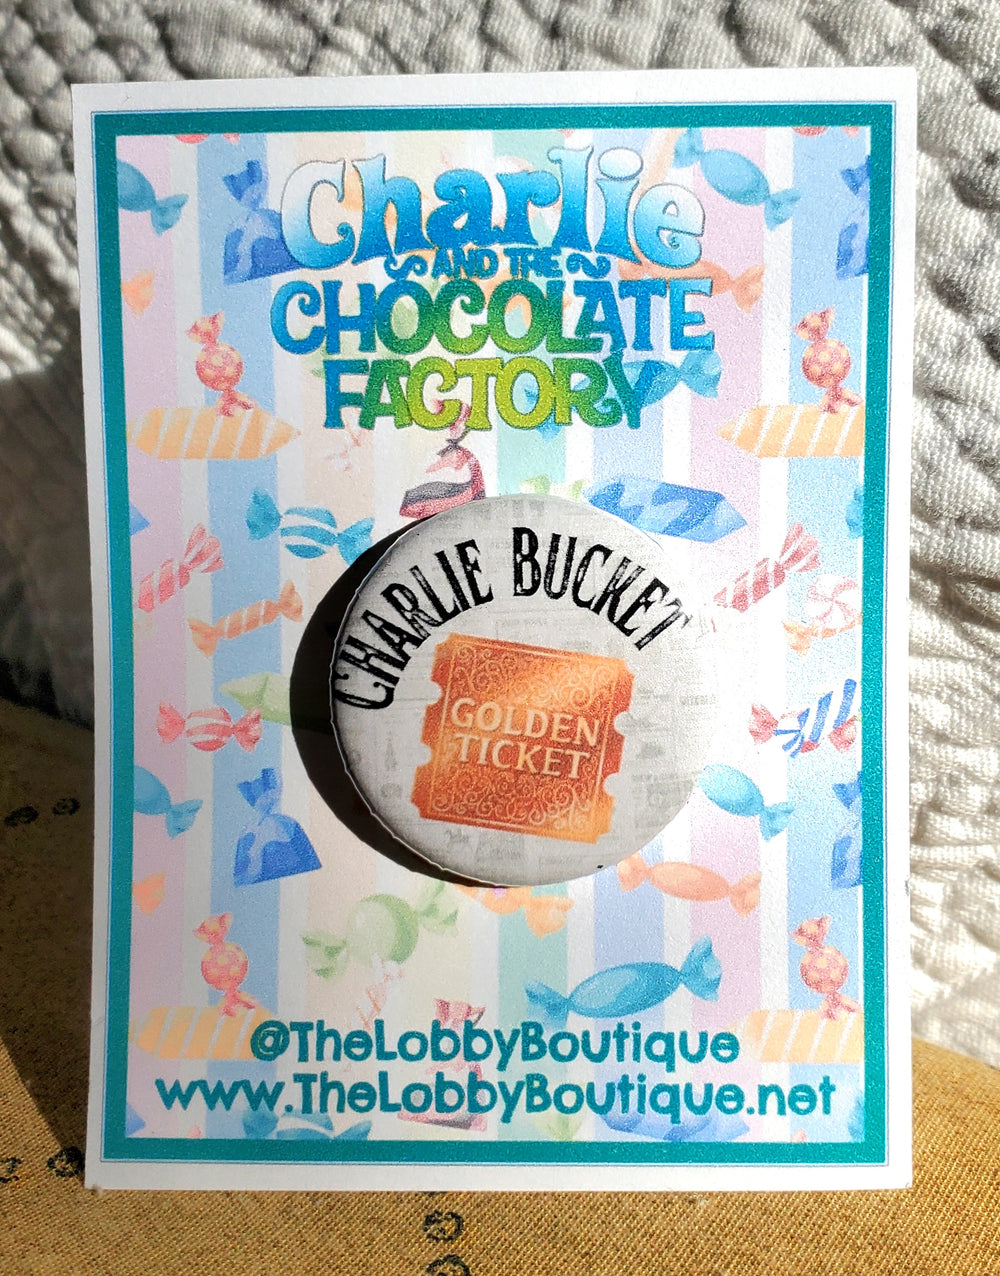 Charlie
AND THE
CHOCOLATE
FACTORY
CHARLIE BUCKET
GOLDEN
TICKET
@TheLobbyBoutique
www.TheLobbyBoutique.net